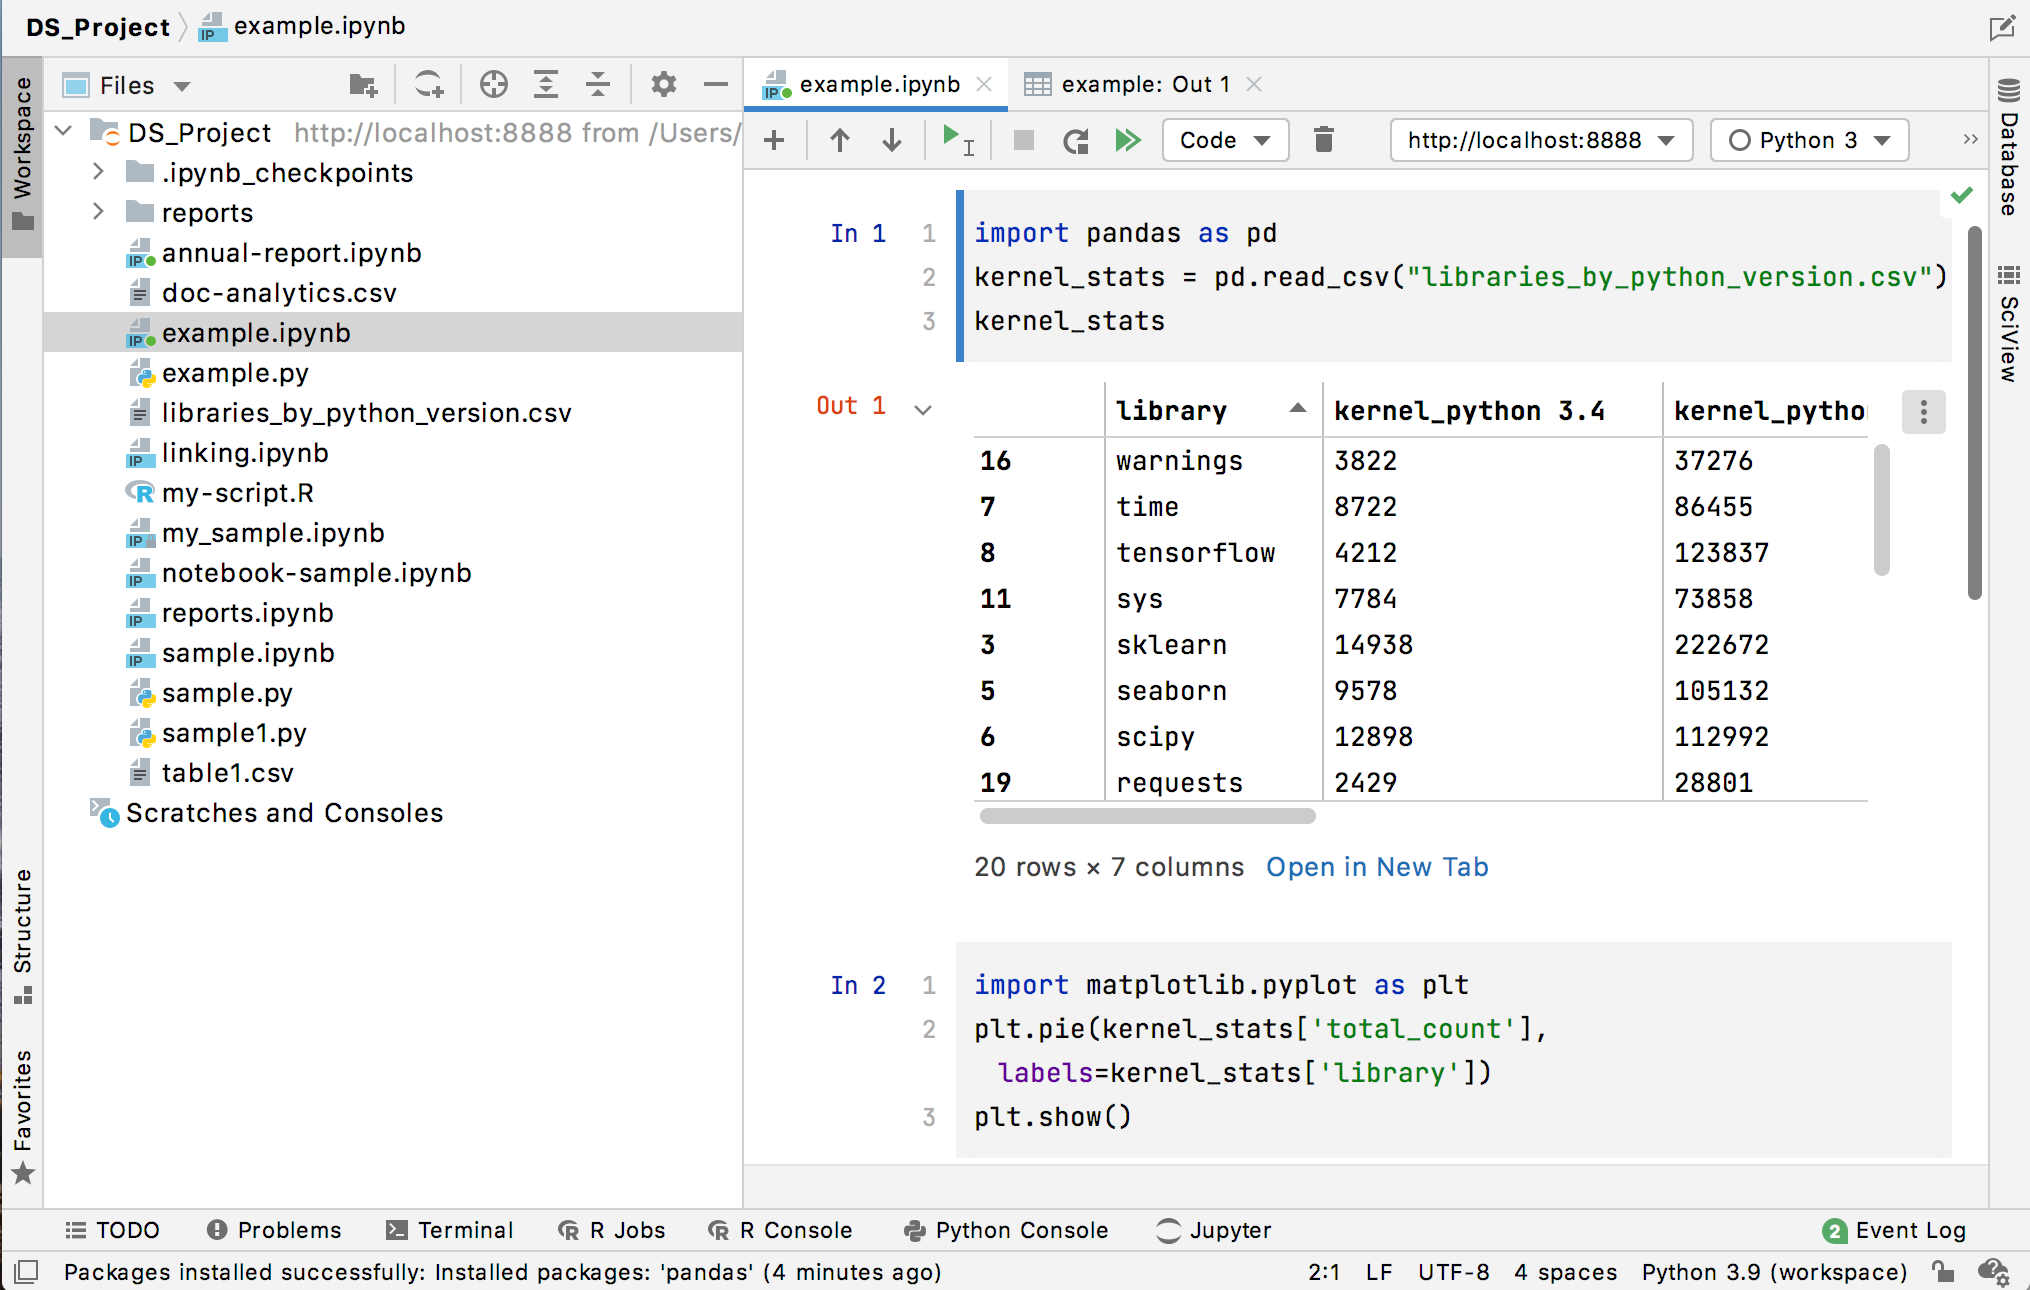 DS_Project example.ipynb
Workspace
Files
example.ipynb
example: Out 1
DS_Project http://localhost:8888 from /Users/
.ipynb_checkpoints
reports
annual-report.ipynb
doc-analytics.csv
example.ipynb
example.py
libraries_by_python_version.csv
linking.ipynb
my-script.R
my_sample.ipynb
notebook-sample.ipynb
reports.ipynb
sample.ipynb
sample.py
sample1.py
table1.csv
Scratches and Consoles
Structure
Favorites
Code http://localhost:8888 Python 3
Database
SciView
In 1
1 import pandas as pd
2 kernel_stats = pd.read_csv("libraries_by_python_version.csv")
3 kernel_stats
Out 1
library kernel_python 3.4 kernel_pytho
16 warnings 3822 37276
7 time 8722 86455
8 tensorflow 4212 123837
11 sys 7784 73858
3 sklearn 14938 222672
5 seaborn 9578 105132
6 scipy 12898 112992
19 requests 2429 28801
20 rows × 7 columns Open in New Tab
In 2
1 import matplotlib.pyplot as plt
2 plt.pie(kernel_stats['total_count'],
labels=kernel_stats['library'])
3 plt.show()
TODO Problems Terminal R Jobs R Console Python Console Jupyter 2 Event Log
Packages installed successfully: Installed packages: 'pandas' (4 minutes ago) 2:1 LF UTF-8 4 spaces Python 3.9 (workspace)